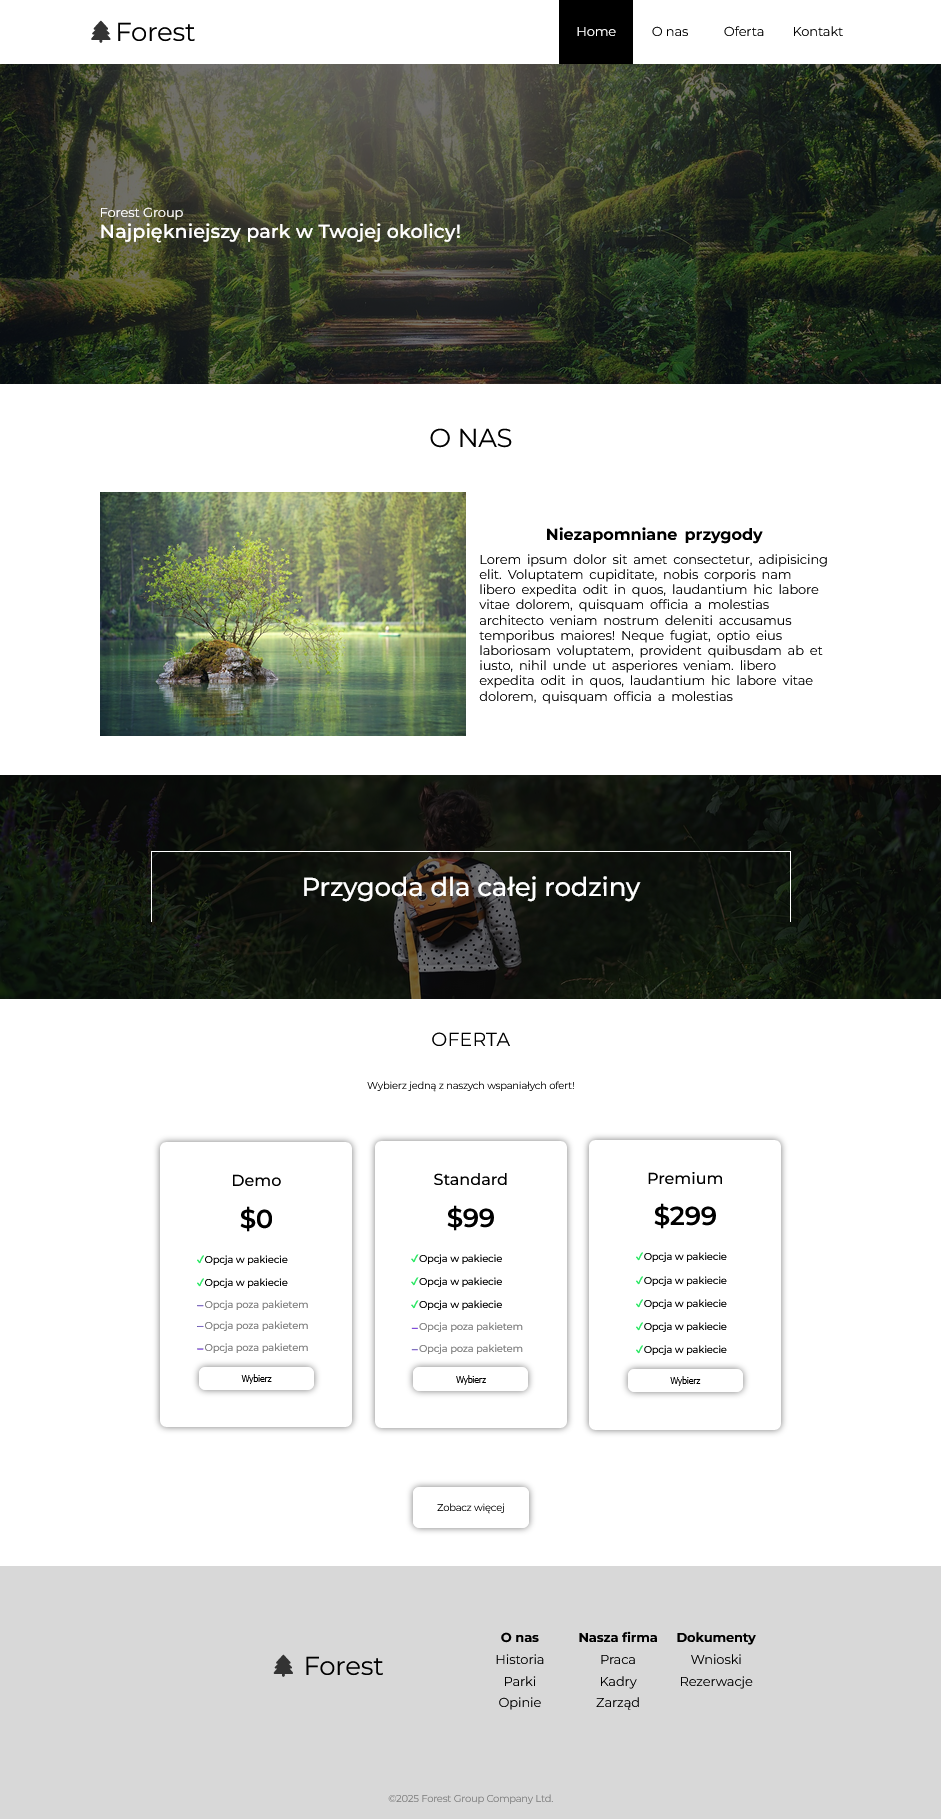 Forest
Home
O nas
Oferta
Kontakt
Forest Group
Najpiękniejszy park w Twojej okolicy!
O NAS
Niezapomniane przygody
Lorem ipsum dolor sit amet consectetur, adipisicing
elit. Voluptatem cupiditate, nobis corporis nam
libero expedita odit in quos, laudantium hic labore
vitae dolorem, quisquam officia a molestias
architecto veniam nostrum deleniti accusamus
temporibus maiores! Neque fugiat, optio eius
laboriosam voluptatem, provident quibusdam ab et
iusto, nihil unde ut asperiores veniam. libero
expedita odit in quos, laudantium hic labore vitae
dolorem, quisquam officia a molestias
Przygoda dla całej rodziny
OFERTA
Wybierz jedną z naszych wspaniałych ofert!
Demo
$0
Opcja w pakiecie
Opcja w pakiecie
Opcja poza pakietem
Opcja poza pakietem
Opcja poza pakietem
Wybierz
Standard
$99
Opcja w pakiecie
Opcja w pakiecie
Opcja w pakiecie
Opcja poza pakietem
Opcja poza pakietem
Wybierz
Premium
$299
Opcja w pakiecie
Opcja w pakiecie
Opcja w pakiecie
Opcja w pakiecie
Opcja w pakiecie
Wybierz
Zobacz więcej
Forest
O nas
Historia
Parki
Opinie
Nasza firma
Praca
Kadry
Zarząd
Dokumenty
Wnioski
Rezerwacje
©2025 Forest Group Company Ltd.